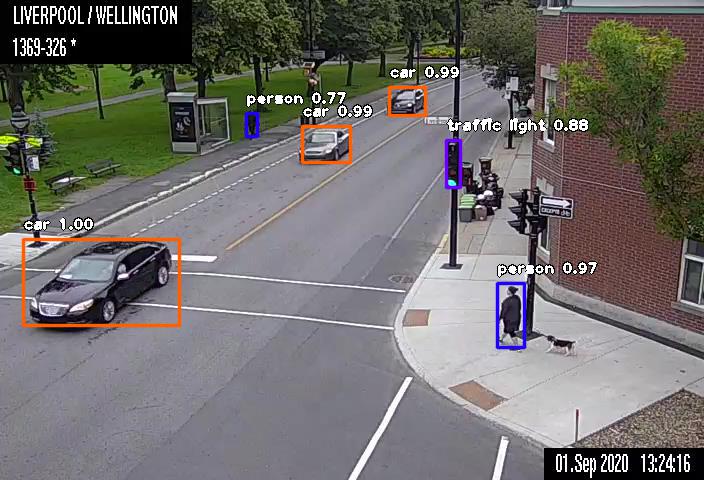 LIVERPOOL / WELLINGTON
1369-326 *
car 0.99
person 0.77
car 0.99
traffic light 0.88
car 1.00
person 0.97
01.Sep 2020 13:24:16